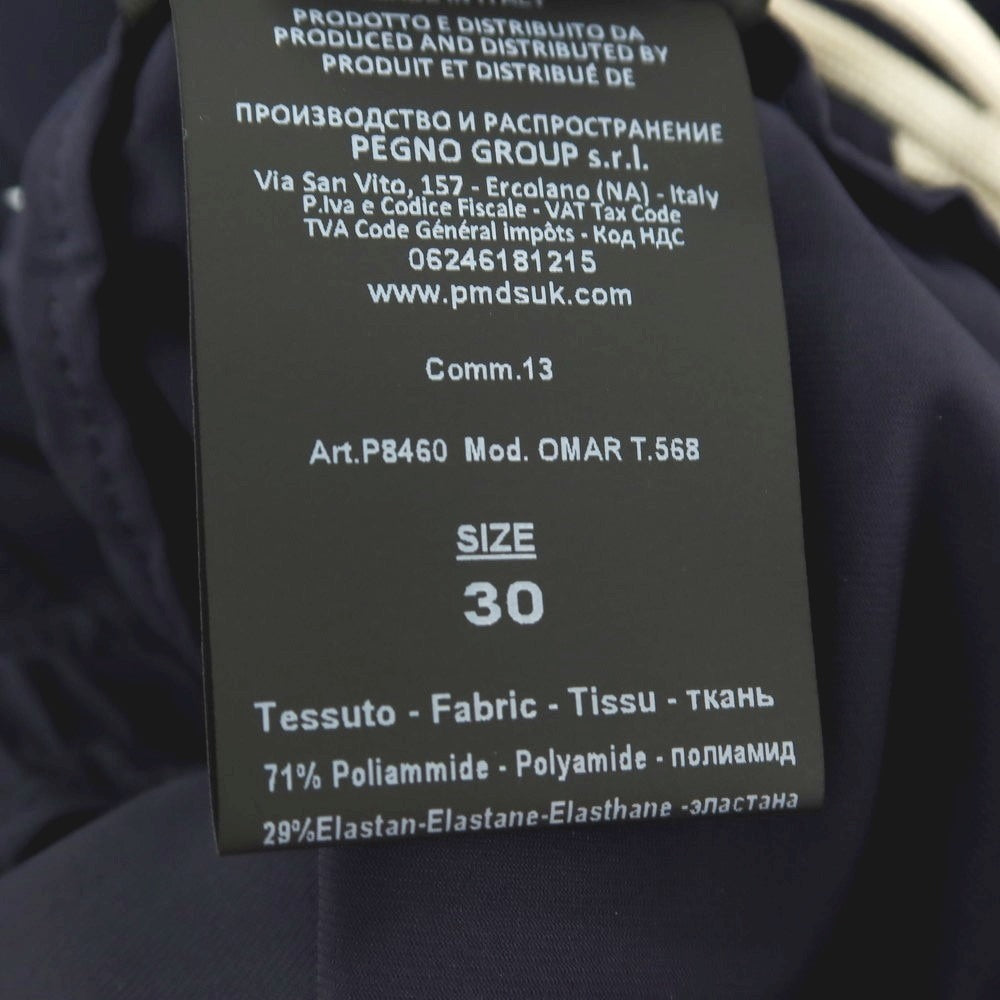 PRODOTTO E DISTRIBUITO DA
PRODUCED AND DISTRIBUTED BY
PRODUIT ET DISTRIBUÉ DE
ПРОИЗВОДСТВО И РАСПРОСТРАНЕНИЕ
PEGNO GROUP s.r.l.
Via San Vito, 157 - Ercolano (NA) - Italy
P.Iva e Codice Fiscale - VAT Tax Code
TVA Code Général impôts - Код НДС
06246181215
www.pmdsuk.com
Comm.13
Art.P8460 Mod. OMAR T.568
SIZE
30
Tessuto - Fabric - Tissu - ткань
71% Poliammide - Polyamide - полиамид
29%Elastan-Elastane-Elasthane -эластана